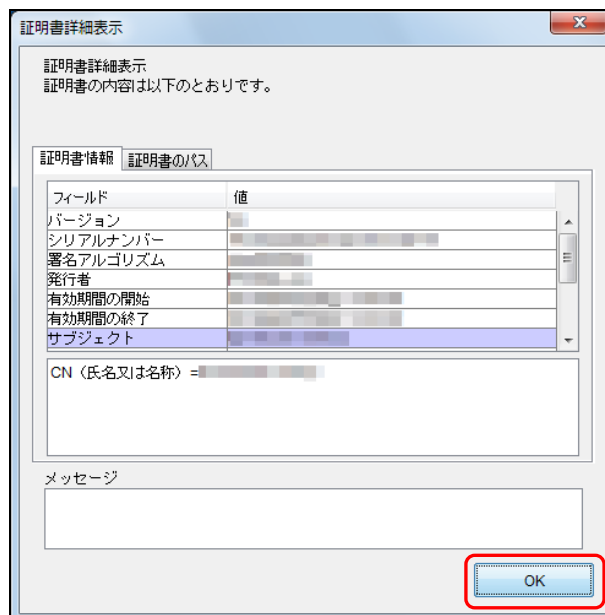 証明書詳細表示
証明書詳細表示
証明書の内容は以下のとおりです。
証明書情報 証明書のパス
フィールド 値
バージョン
シリアルナンバー
署名アルゴリズム
発行者
有効期間の開始
有効期間の終了
サブジェクト
CN（氏名又は名称）=
メッセージ
OK